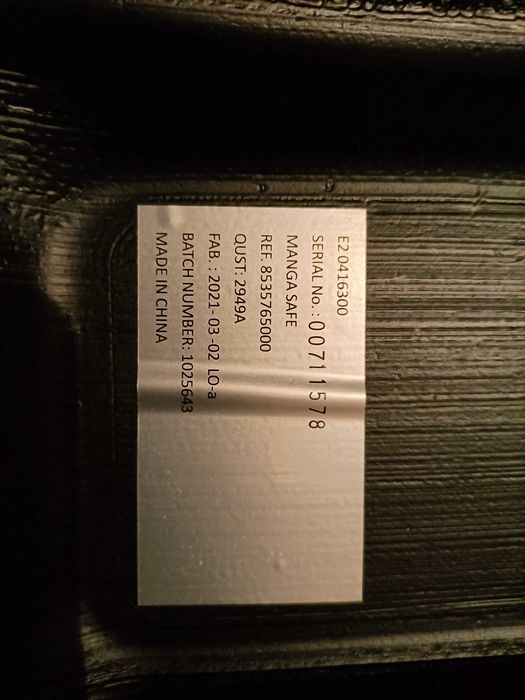 E2 0416300
SERIAL No.: 00711578
MANGA SAFE
REF. 8535765000
QUST: 2949A
FAB. : 2021- 03 -02 LO-a
BATCH NUMBER: 1025643
MADE IN CHINA